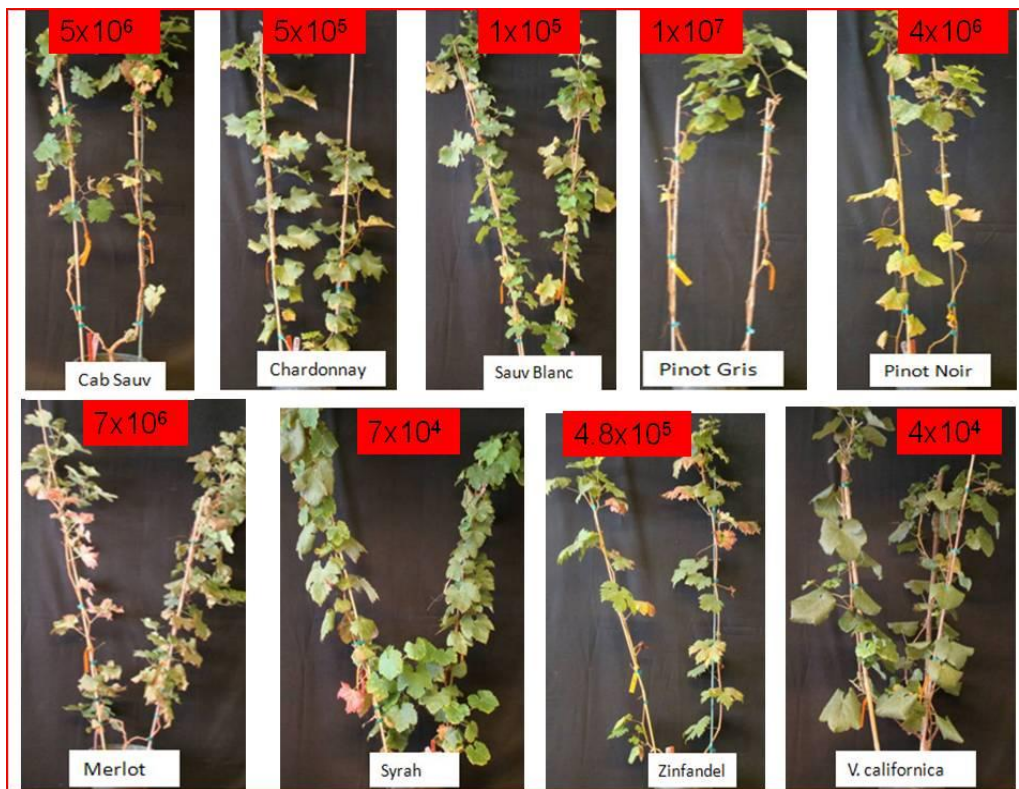 5x10⁶
5x10⁵
1x10⁵
1x10⁷
4x10⁶
Cab Sauv
Chardonnay
Sauv Blanc
Pinot Gris
Pinot Noir
7x10⁶
7x10⁴
4.8x10⁵
4x10⁴
Merlot
Syrah
Zinfandel
V. californica